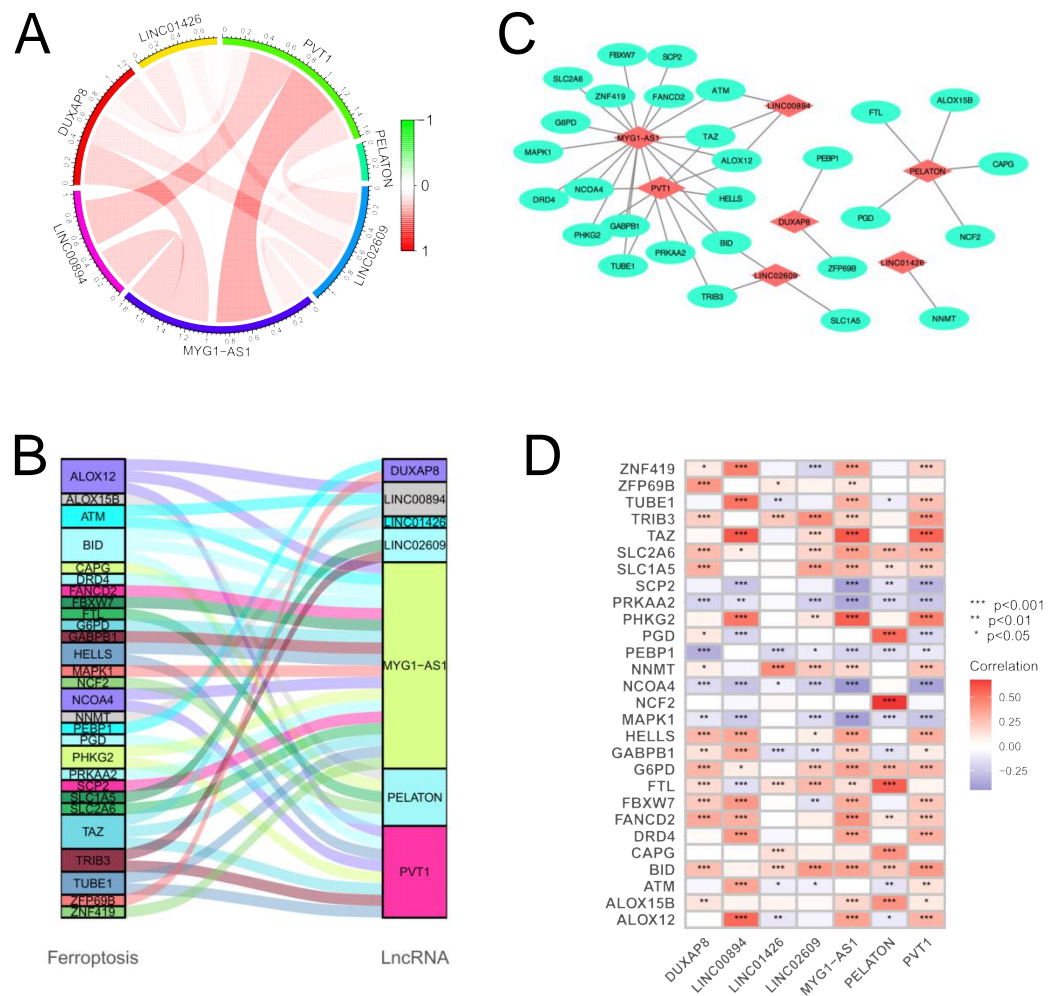 A
LINC01426
PVT1
PELATON
LINC02609
MYG1-AS1
LINC00894
DUXAP8
1
0
1
C
FBXW7
SCP2
SLC2A6
ZNF419
FANCD2
ATM
LINC00894
G6PD
MYG1-AS1
TAZ
MAPK1
ALOX12
NCOA4
PVT1
DRD4
HELLS
PHKG2
GABPB1
BID
PRKAA2
TUBE1
LINC02609
TRIB3
SLC1A5
PEBP1
DUXAP8
ZFP69B
LINC01426
NNMT
FTL
ALOX15B
PELATON
CAPG
PGD
NCF2
B
ALOX12
ALOX15B
ATM
BID
CAPG
DRD4
FANCD2
FBXW7
FTL
G6PD
GABPB1
HELLS
MAPK1
NCF2
NCOA4
NNMT
PEBP1
PGD
PHKG2
PRKAA2
SCP2
SLC1A5
SLC2A6
TAZ
TRIB3
TUBE1
ZFP69B
ZNF419
DUXAP8
LINC00894
LINC01426
LINC02609
MYG1-AS1
PELATON
PVT1
Ferroptosis
LncRNA
D
ZNF419 * *** *** *** ***
ZFP69B *** * **
TUBE1 *** ** *** * ***
TRIB3 *** *** *** *** ***
TAZ *** *** *** ***
SLC2A6 *** * *** *** *** ***
SLC1A5 *** *** *** ** ***
SCP2 *** *** ** ***
PRKAA2 *** ** *** *** *** ***
PHKG2 *** ** *** ***
PGD * *** *** ***
PEBP1 *** *** * *** *** **
NNMT * *** *** *** ***
NCOA4 *** *** * *** *** ***
NCF2 ***
MAPK1 ** *** *** *** *** ***
HELLS *** *** * *** ***
GABPB1 ** *** *** ** *** ** *
G6PD *** * *** *** *** ***
FTL *** *** *** *** ** ***
FBXW7 *** *** ** *** ***
FANCD2 *** *** *** ** ***
DRD4 *** *** ***
CAPG *** ***
BID *** *** *** *** *** ***
ATM *** * * ** **
ALOX15B ** *** *** *
ALOX12 *** ** *** * ***
DUXAP8
LINC00894
LINC01426
LINC02609
MYG1-AS1
PELATON
PVT1
*** p<0.001
** p<0.01
* p<0.05
Correlation
0.50
0.25
0.00
−0.25